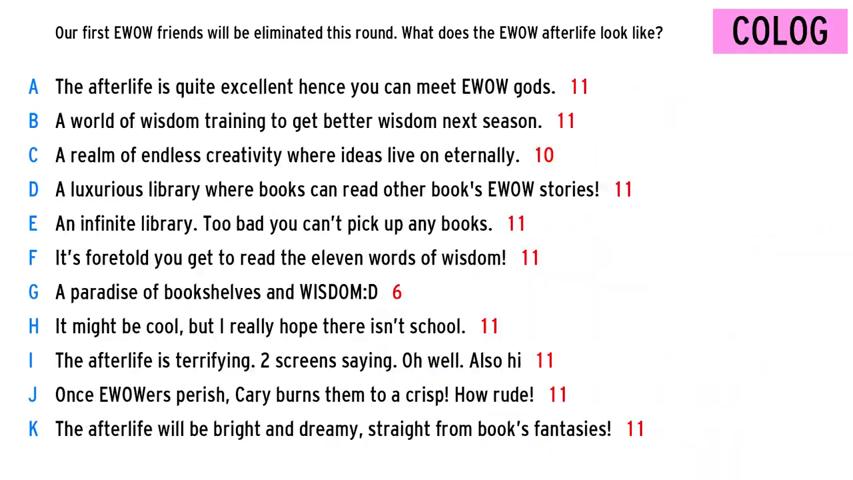 Our first EWOW friends will be eliminated this round. What does the EWOW afterlife look like?
COLOG
A The afterlife is quite excellent hence you can meet EWOW gods. 11
B A world of wisdom training to get better wisdom next season. 11
C A realm of endless creativity where ideas live on eternally. 10
D A luxurious library where books can read other book's EWOW stories! 11
E An infinite library. Too bad you can’t pick up any books. 11
F It’s foretold you get to read the eleven words of wisdom! 11
G A paradise of bookshelves and WISDOM:D 6
H It might be cool, but I really hope there isn’t school. 11
I The afterlife is terrifying. 2 screens saying. Oh well. Also hi 11
J Once EWOWers perish, Cary burns them to a crisp! How rude! 11
K The afterlife will be bright and dreamy, straight from book’s fantasies! 11